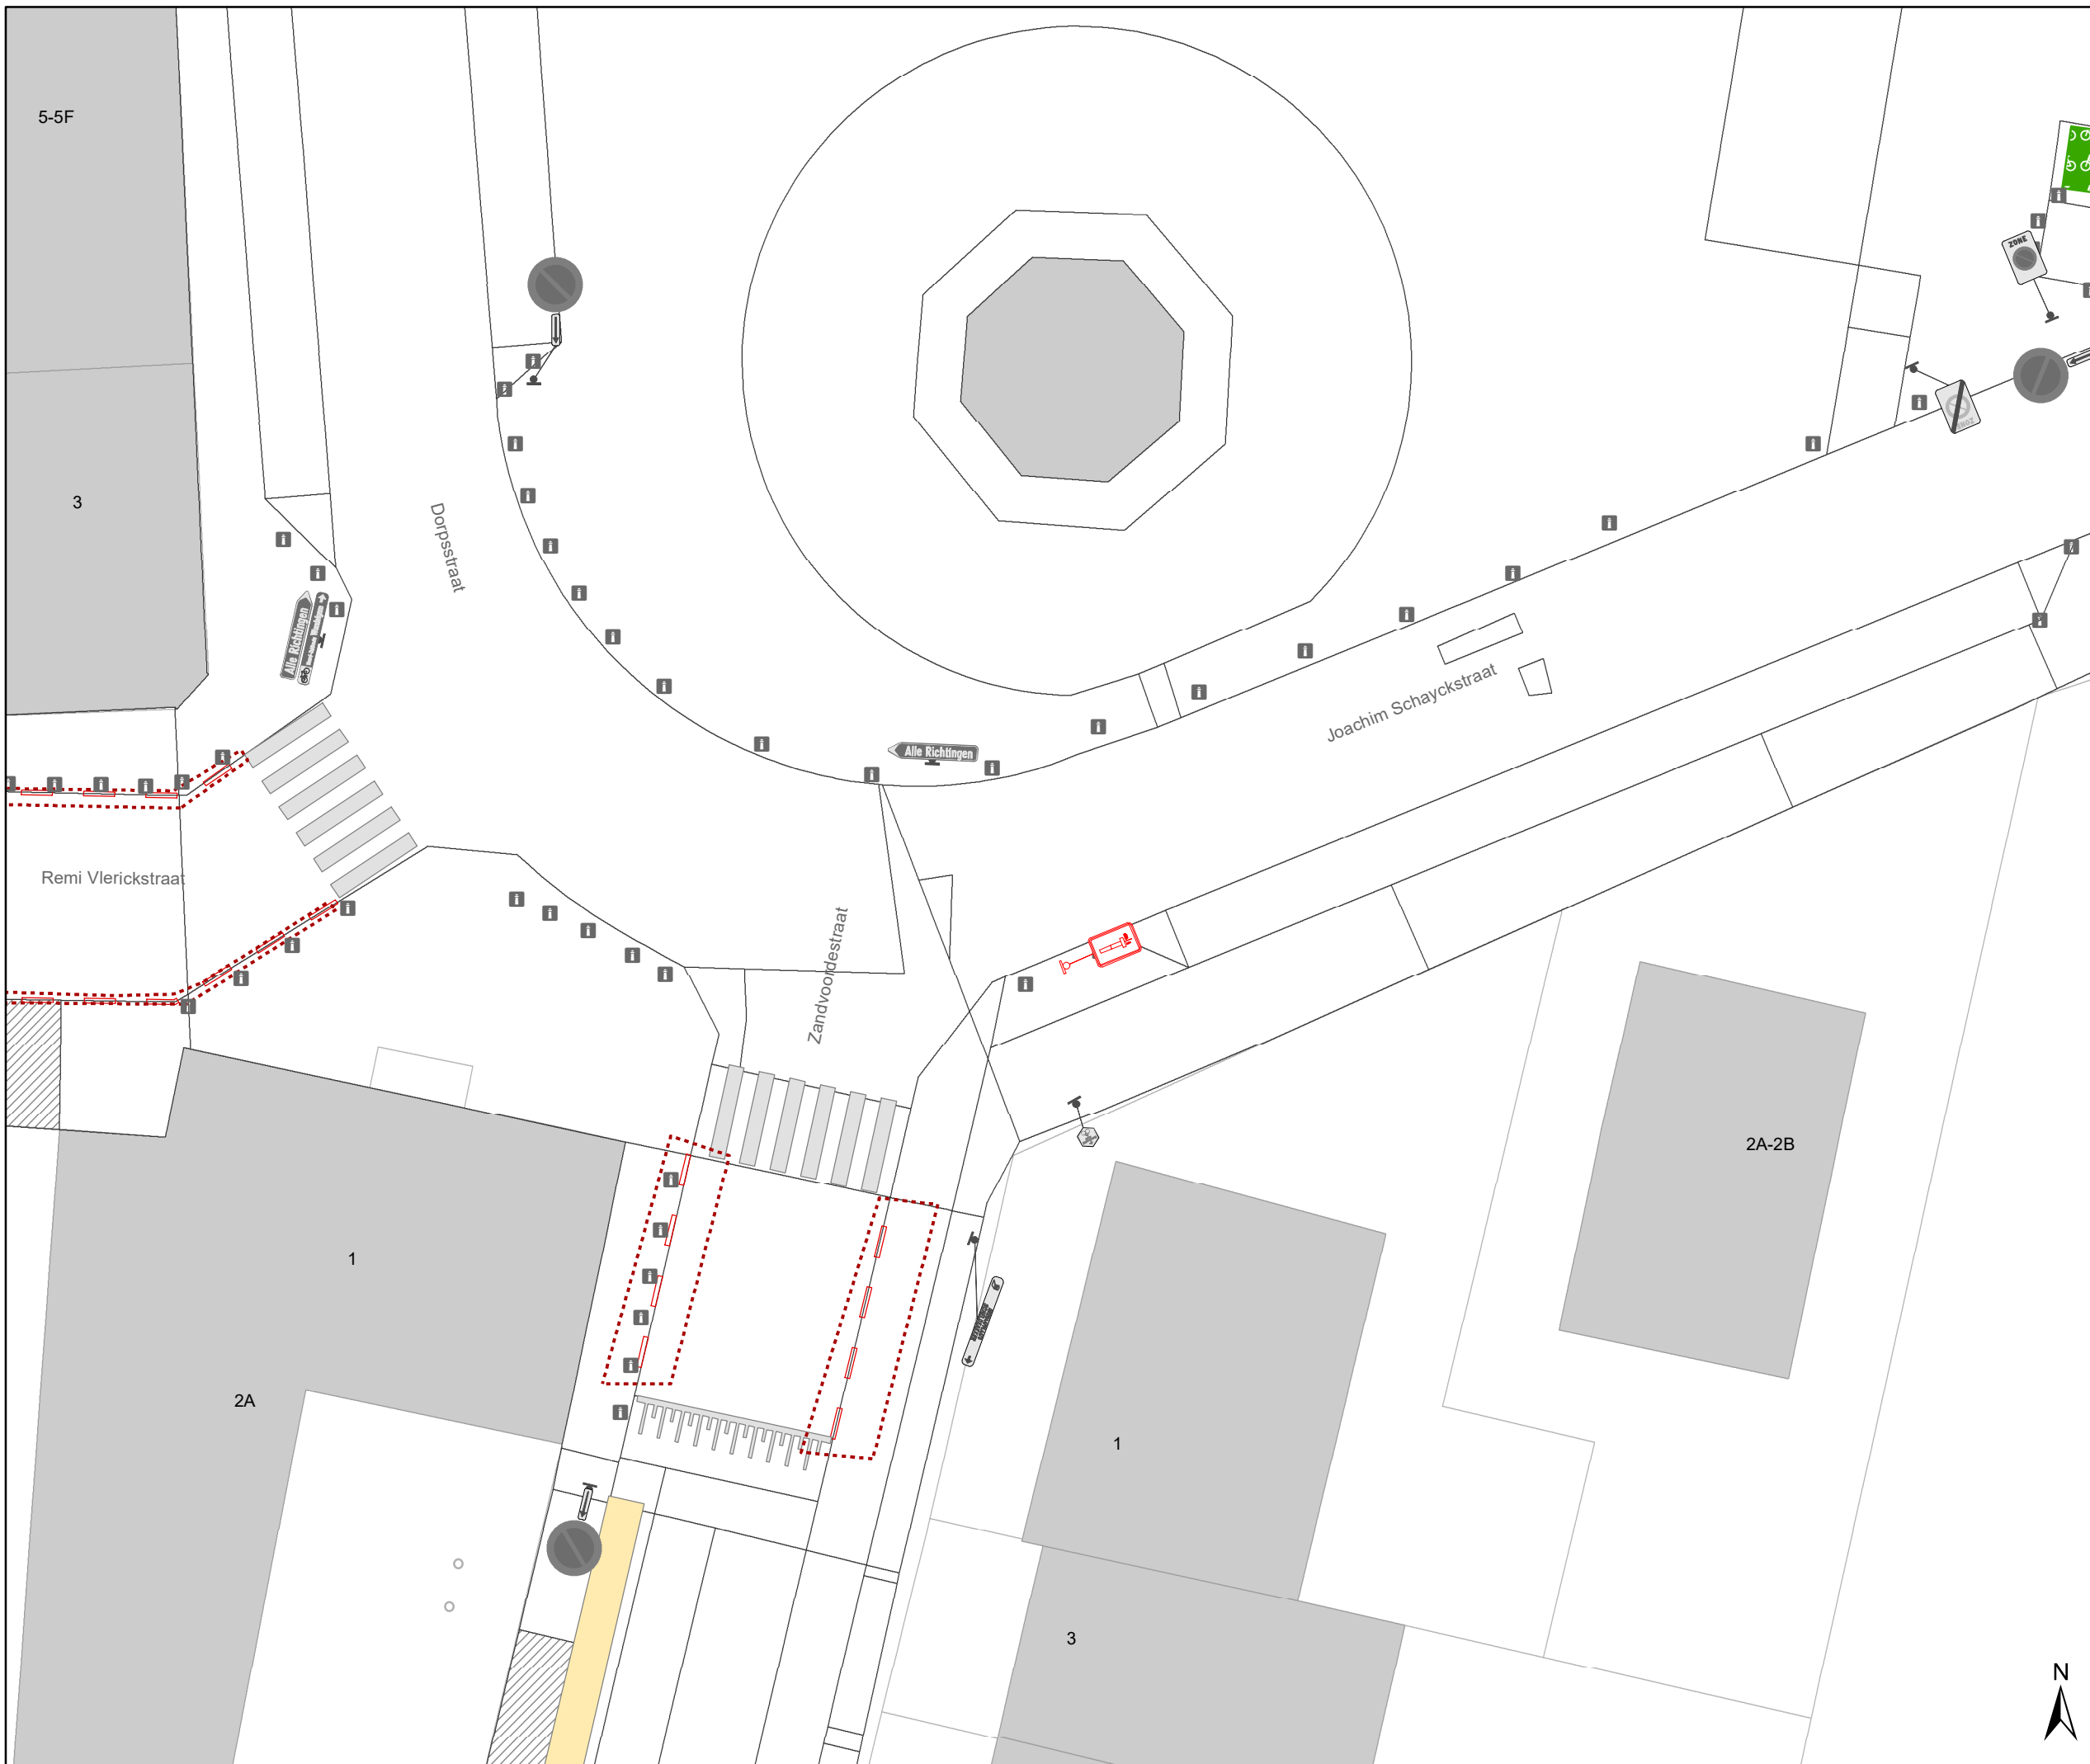 5-5F
ZONE
3
Dorpsstraat
Alle Richtingen
Joachim Schayckstraat
Alle Richtingen
Remi Vlerickstraat
Zandvoordestraat
2A-2B
1
2A
1
3
N